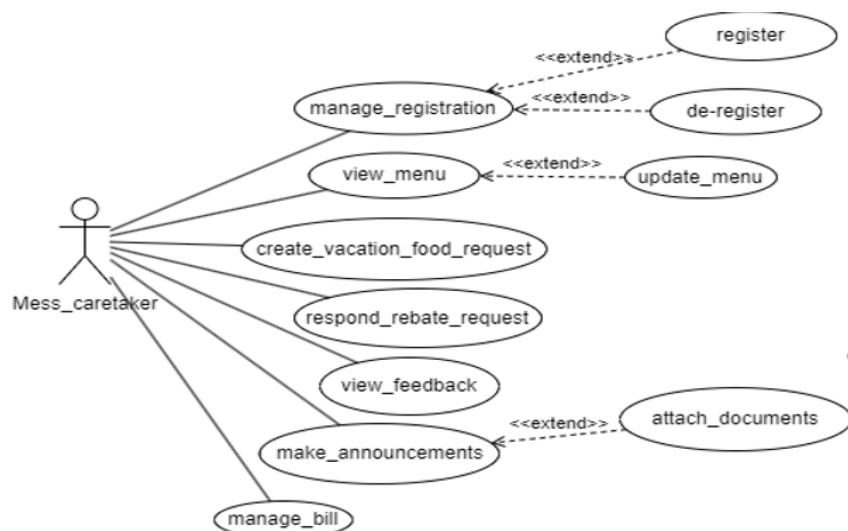 register
<<extend>>
manage_registration
<<extend>>
de-register
view_menu
<<extend>>
update_menu
create_vacation_food_request
Mess_caretaker
respond_rebate_request
view_feedback
<<extend>>
attach_documents
make_announcements
manage_bill